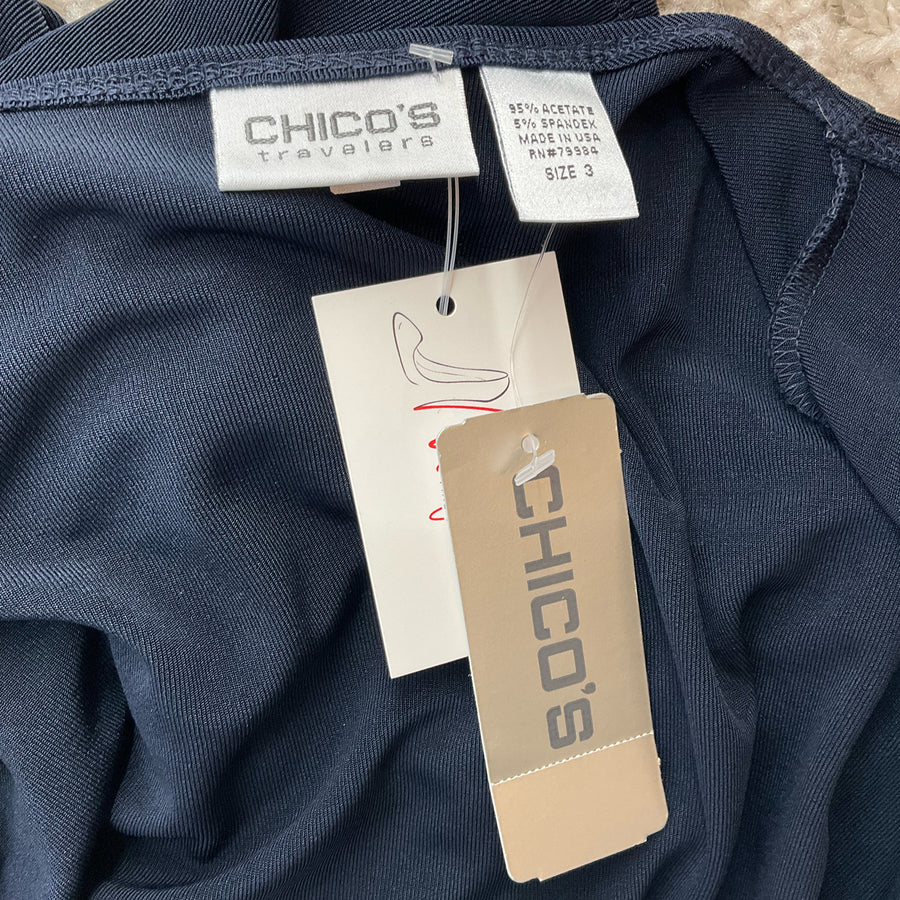 CHICO'S
travelers
95% ACETATE
5% SPANDEX
MADE IN USA
RN#79984
SIZE 3
CHICO'S